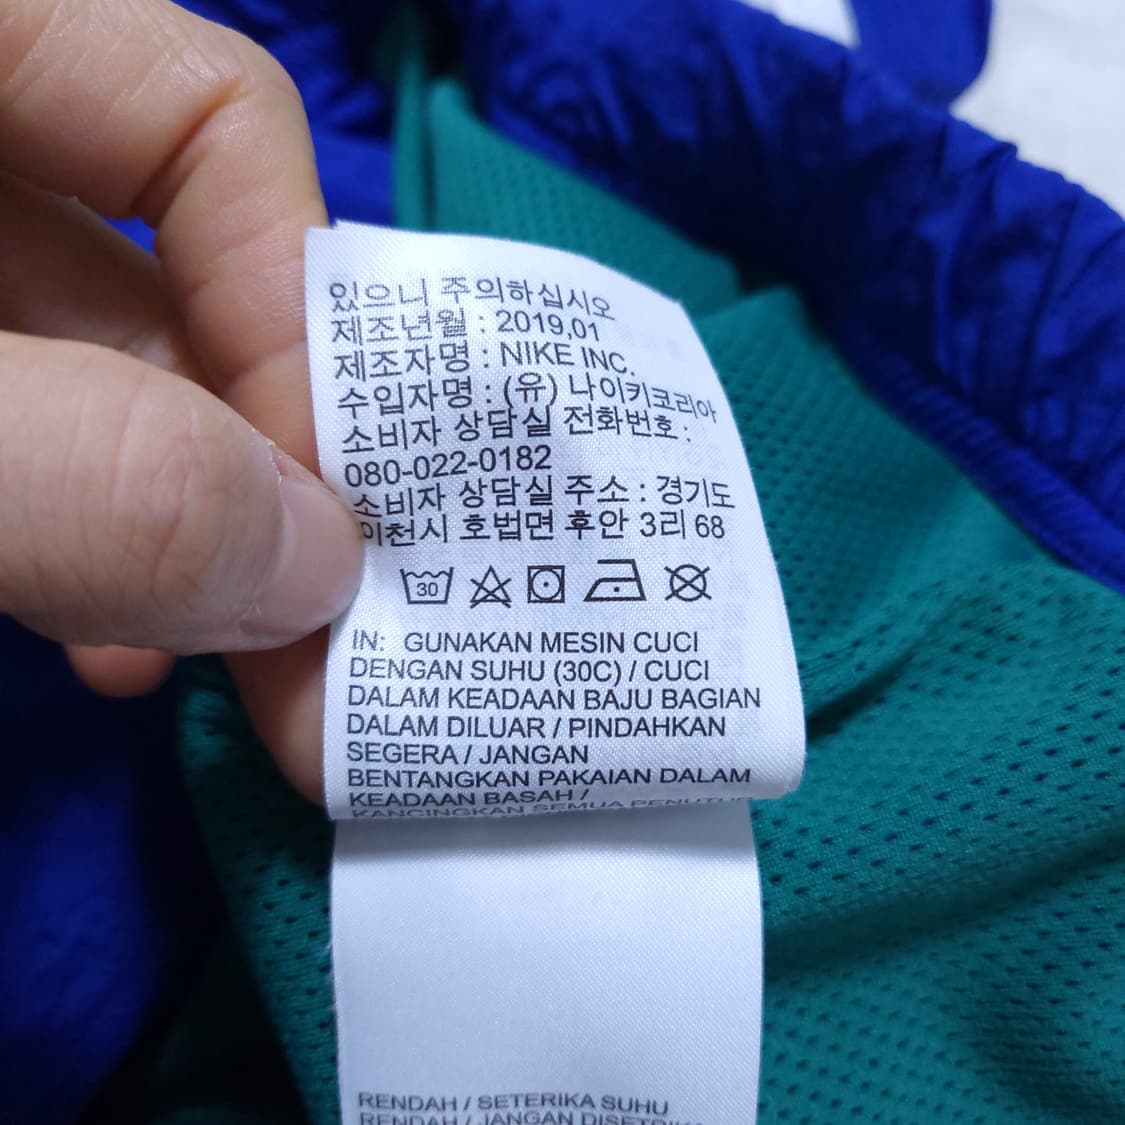 있으니 주의하십시오
제조년월 : 2019,01
제조자명 : NIKE INC.
수입자명 : (유) 나이키코리아
소비자 상담실 전화번호 :
080-022-0182
소비자 상담실 주소 : 경기도
이천시 호법면 후안 3리 68
30
IN: GUNAKAN MESIN CUCI
DENGAN SUHU (30C) / CUCI
DALAM KEADAAN BAJU BAGIAN
DALAM DILUAR / PINDAHKAN
SEGERA / JANGAN
BENTANGKAN PAKAIAN DALAM
KEADAAN BASAH /
KANCINGKAN SEMUA PENUTUP
RENDAH / SETERIKA SUHU
RENDAH / JANGAN DISETRIKA